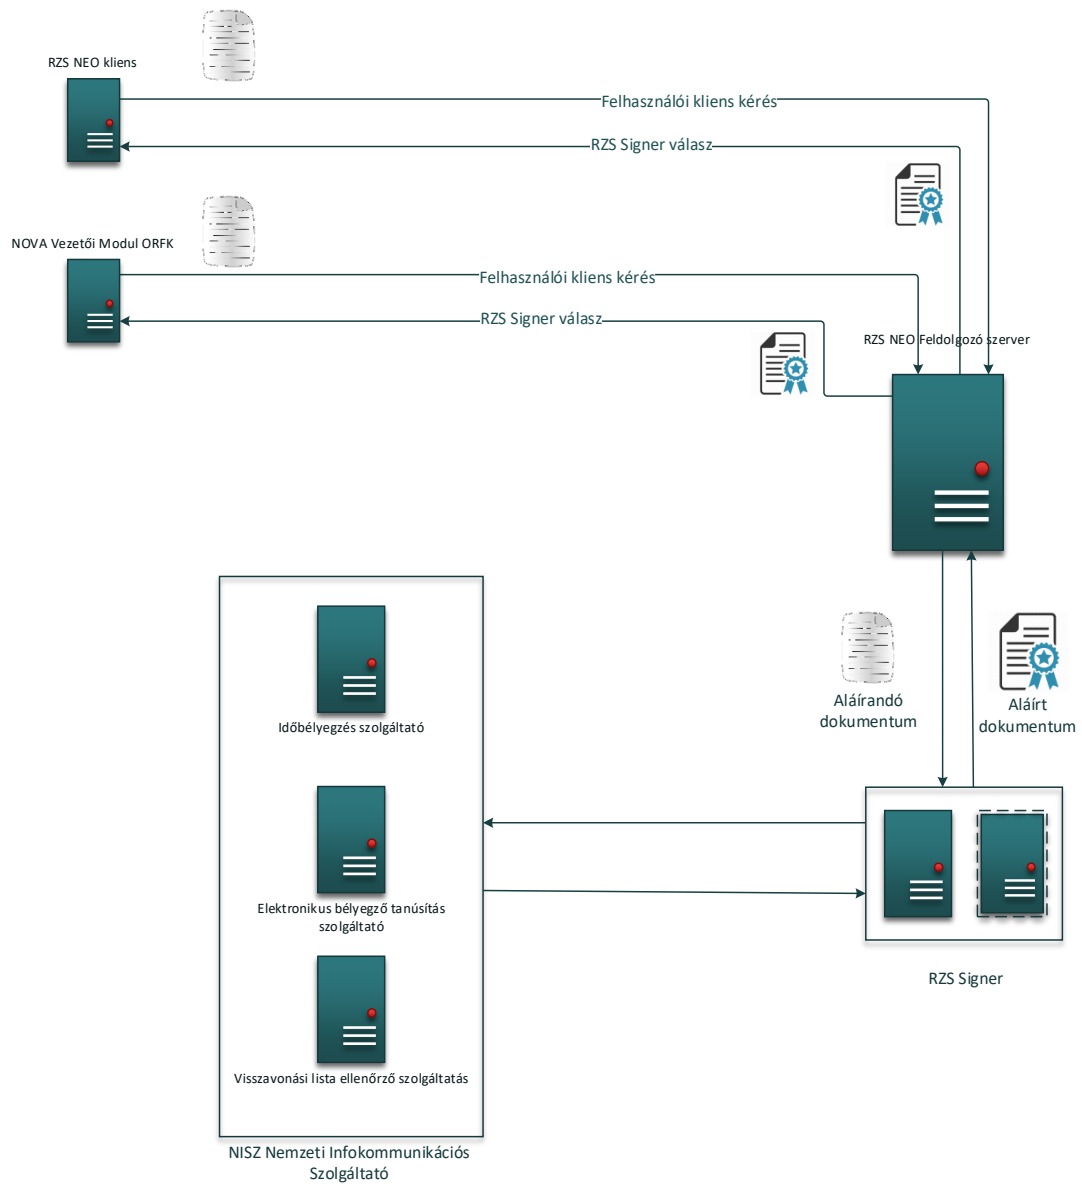 RZS NEO kliens
Felhasználói kliens kérés
RZS Signer válasz
NOVA Vezetői Modul ORFK
Felhasználói kliens kérés
RZS Signer válasz
RZS NEO Feldolgozó szerver
Aláírandó
dokumentum
Aláírt
dokumentum
Időbélyegzés szolgáltató
Elektronikus bélyegző tanúsítás
szolgáltató
RZS Signer
Visszavonási lista ellenőrző szolgáltatás
NISZ Nemzeti Infokommunikációs
Szolgáltató